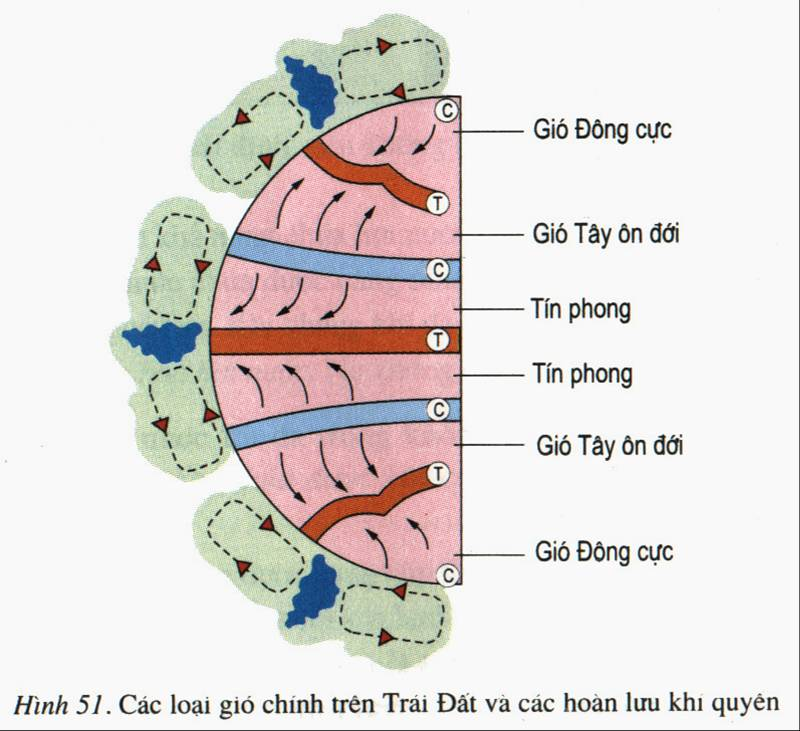 C
Gió Đông cực
T
Gió Tây ôn đới
C
Tín phong
T
Tín phong
C
Gió Tây ôn đới
T
Gió Đông cực
C
Hình 51. Các loại gió chính trên Trái Đất và các hoàn lưu khí quyên